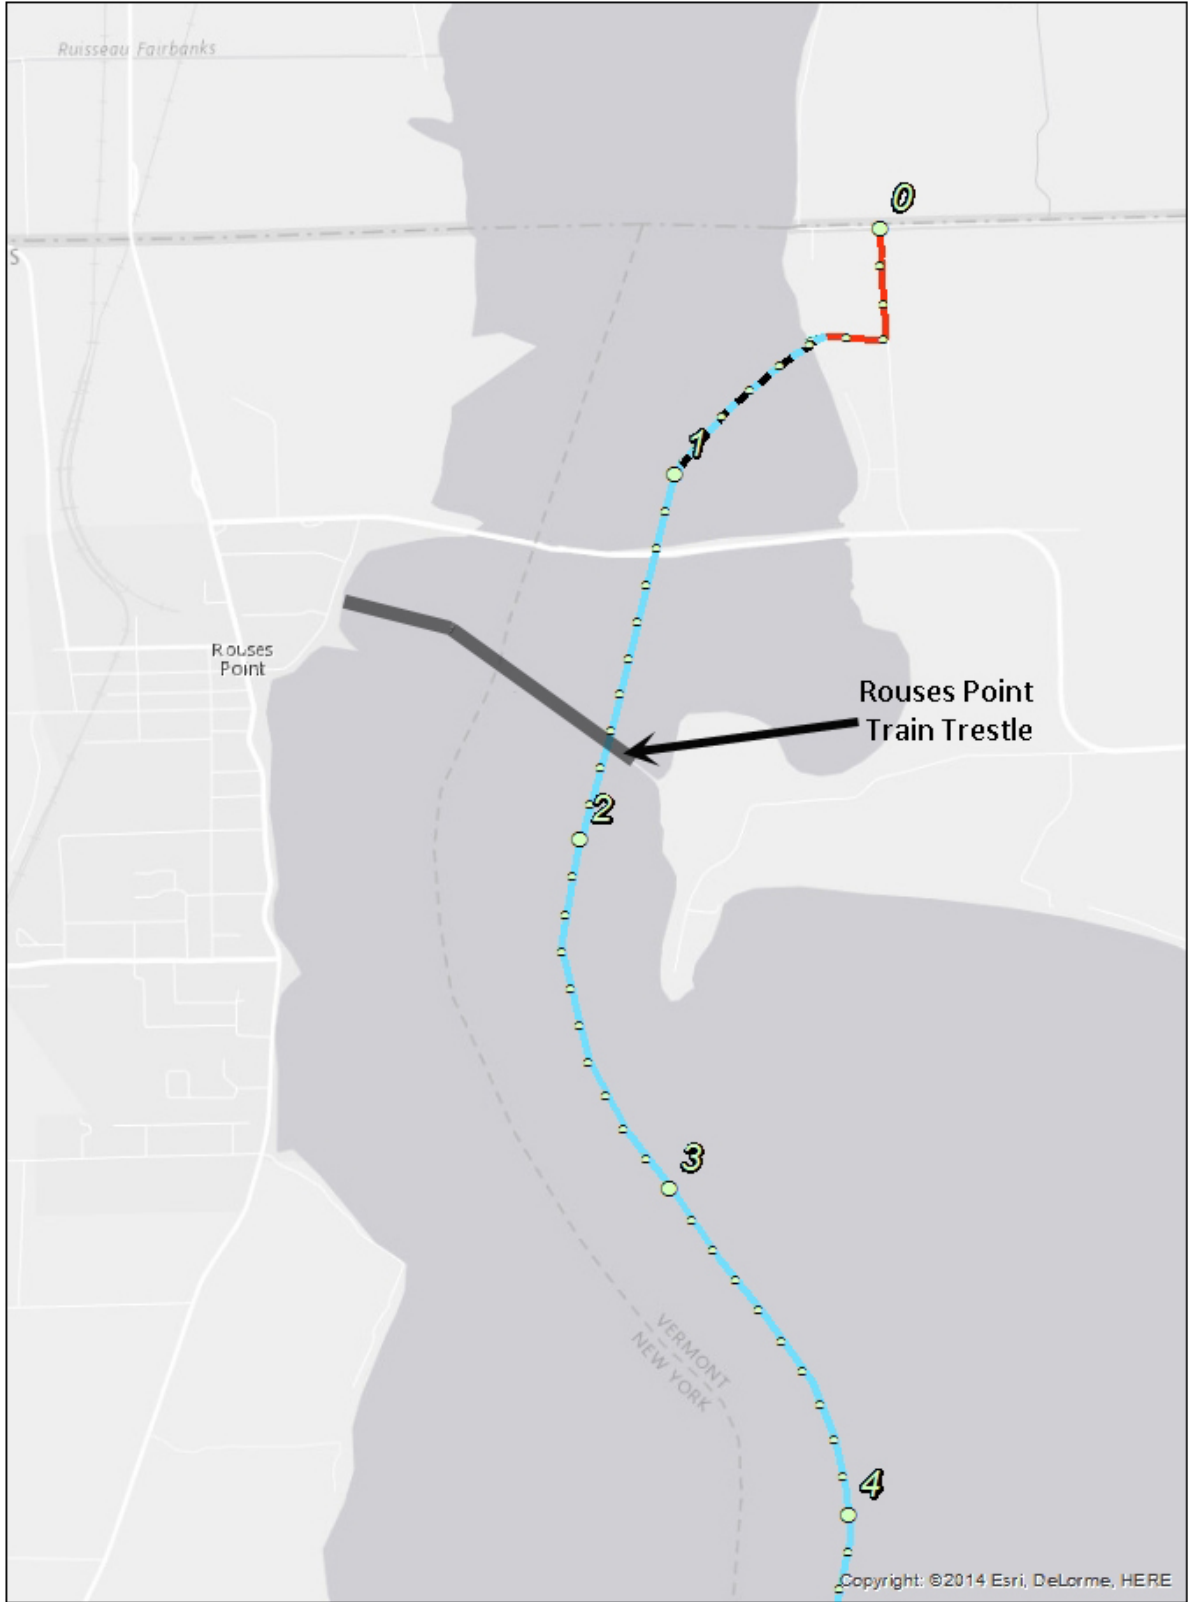 Ruisseau Fairbanks
0
S
1
Rouses
Point
Rouses Point
Train Trestle
2
3
VERMONT
NEW YORK
4
Copyright: ©2014 Esri, DeLorme, HERE